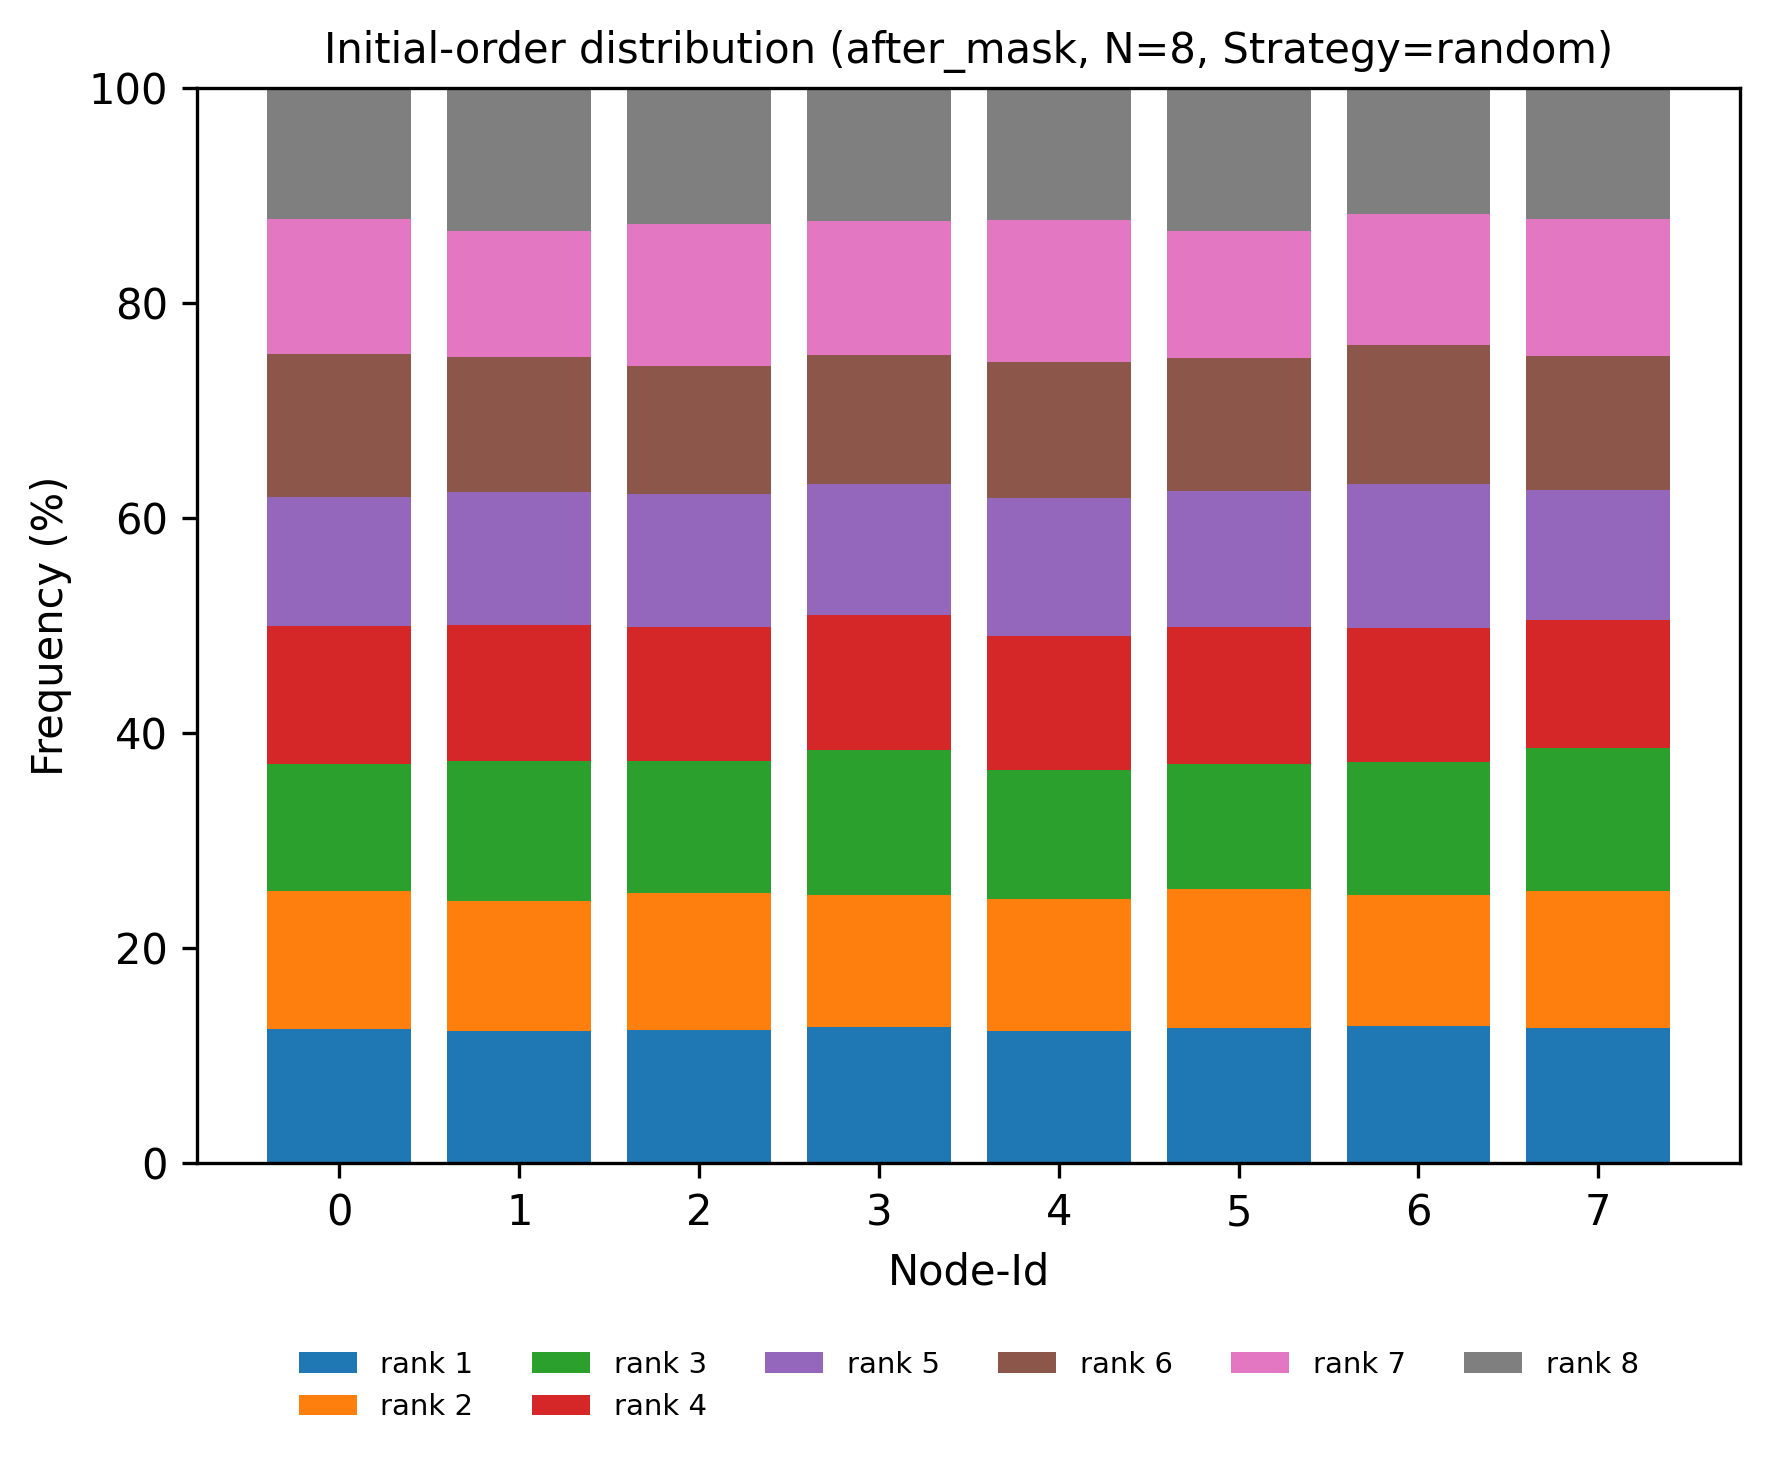 Initial-order distribution (after_mask, N=8, Strategy=random)
100
80
60
40
20
0
Frequency (%)
0 1 2 3 4 5 6 7
Node-Id
rank 1 rank 3 rank 5 rank 6 rank 7 rank 8
rank 2 rank 4